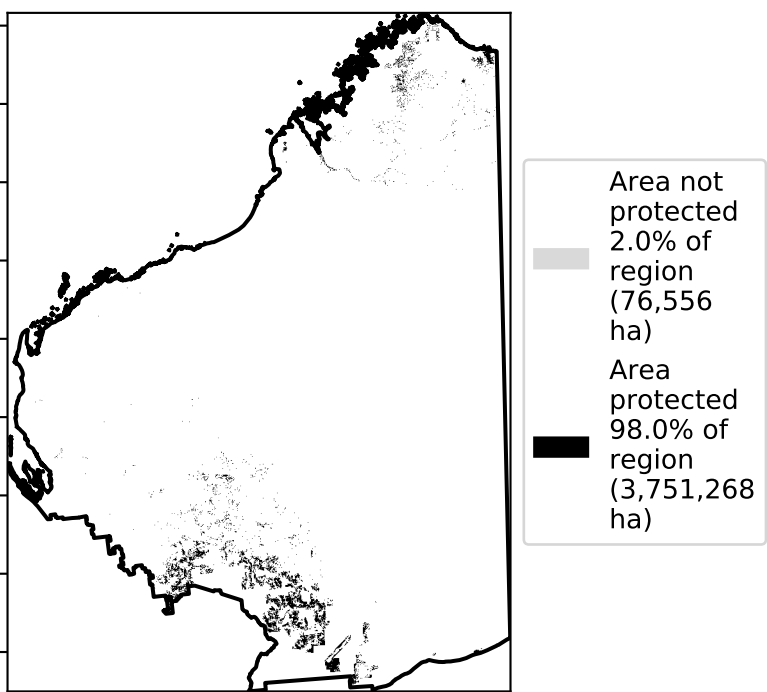 Area not
protected
2.0% of
region
(76,556
ha)
Area
protected
98.0% of
region
(3,751,268
ha)